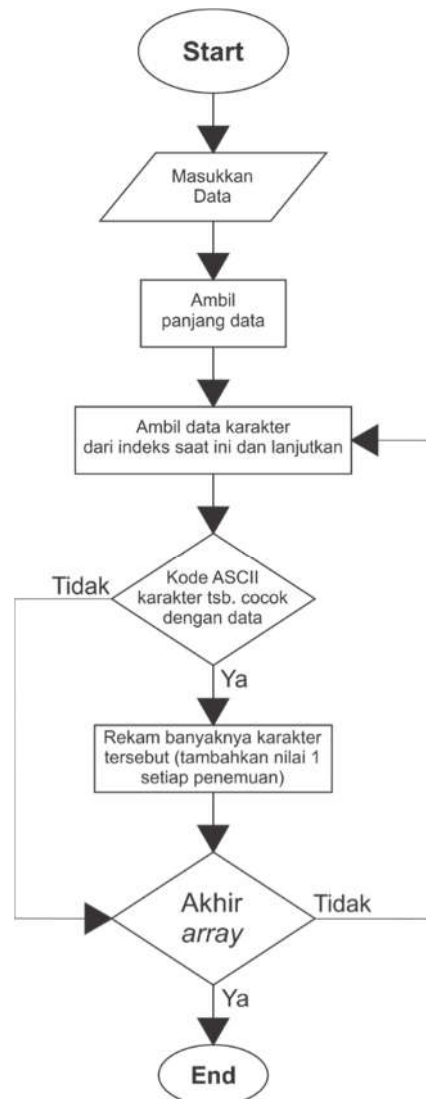 Start
Masukkan
Data
Ambil
panjang data
Ambil data karakter
dari indeks saat ini dan lanjutkan
Tidak
Kode ASCII
karakter tsb. cocok
dengan data
Ya
Rekam banyaknya karakter
tersebut (tambahkan nilai 1
setiap penemuan)
Akhir
array
Tidak
Ya
End